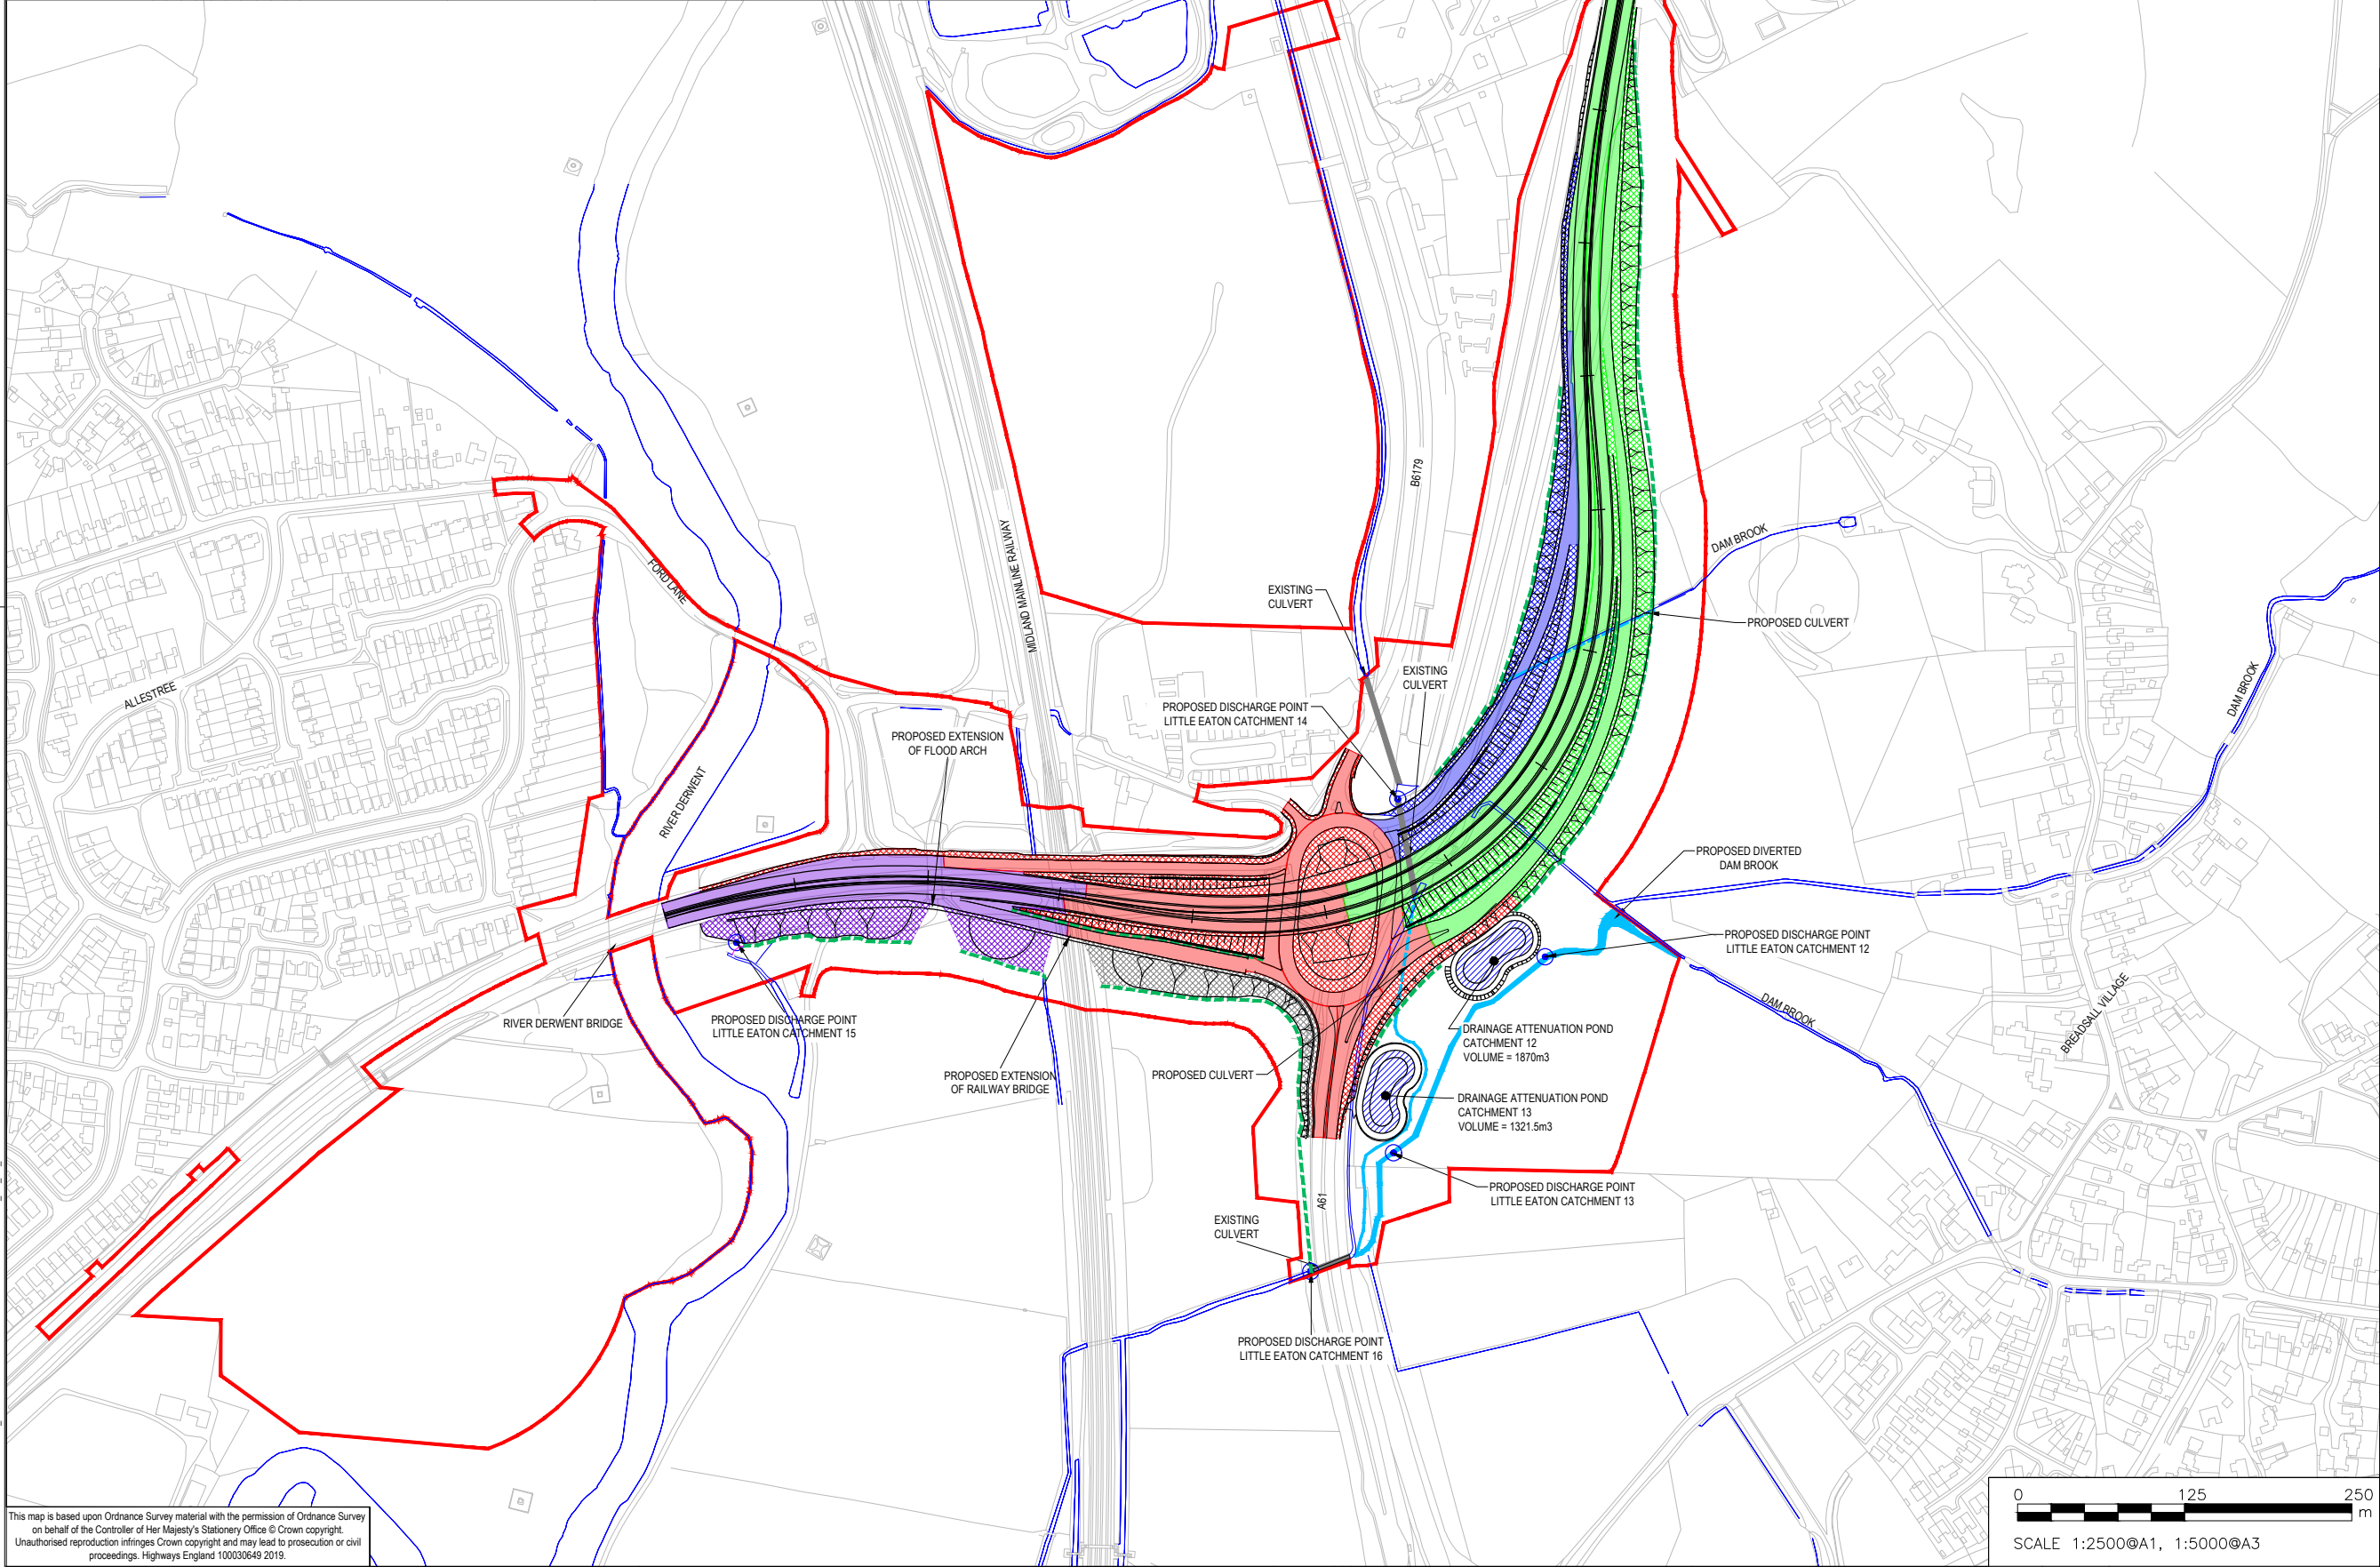 B6179
MIDLAND MAINLINE RAILWAY
DAM BROOK
FORD LANE
EXISTING
CULVERT
PROPOSED CULVERT
EXISTING
CULVERT
ALLESTREE
DAM BROOK
PROPOSED DISCHARGE POINT
LITTLE EATON CATCHMENT 14
PROPOSED EXTENSION
OF FLOOD ARCH
RIVER DERWENT
PROPOSED DIVERTED
DAM BROOK
PROPOSED DISCHARGE POINT
LITTLE EATON CATCHMENT 12
DAM BROOK
BREADSALL VILLAGE
RIVER DERWENT BRIDGE
PROPOSED DISCHARGE POINT
LITTLE EATON CATCHMENT 15
DRAINAGE ATTENUATION POND
CATCHMENT 12
VOLUME = 1870m3
PROPOSED EXTENSION
OF RAILWAY BRIDGE
PROPOSED CULVERT
DRAINAGE ATTENUATION POND
CATCHMENT 13
VOLUME = 1321.5m3
PROPOSED DISCHARGE POINT
LITTLE EATON CATCHMENT 13
A61
EXISTING
CULVERT
PROPOSED DISCHARGE POINT
LITTLE EATON CATCHMENT 16
This map is based upon Ordnance Survey material with the permission of Ordnance Survey
on behalf of the Controller of Her Majesty's Stationery Office © Crown copyright.
Unauthorised reproduction infringes Crown copyright and may lead to prosecution or civil
proceedings. Highways England 100030649 2019.
0 125 250
m
SCALE 1:2500@A1, 1:5000@A3